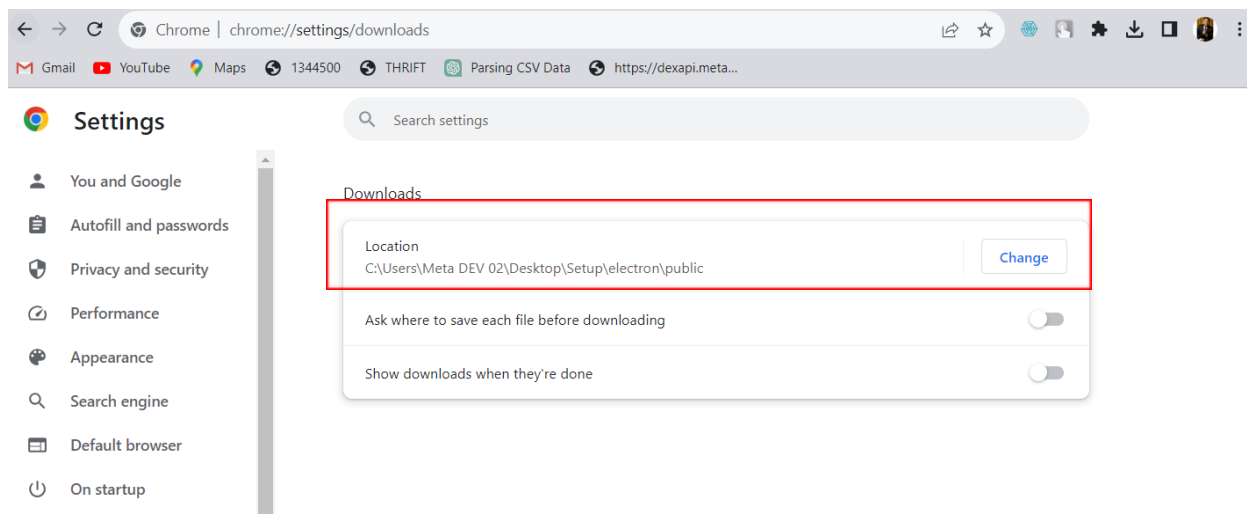 Chrome | chrome://settings/downloads
Gmail YouTube Maps 1344500 THRIFT Parsing CSV Data https://dexapi.meta...
Settings
Search settings
You and Google
Autofill and passwords
Privacy and security
Performance
Appearance
Search engine
Default browser
On startup
Downloads
Location
C:\Users\Meta DEV 02\Desktop\Setup\electron\public
Change
Ask where to save each file before downloading
Show downloads when they're done